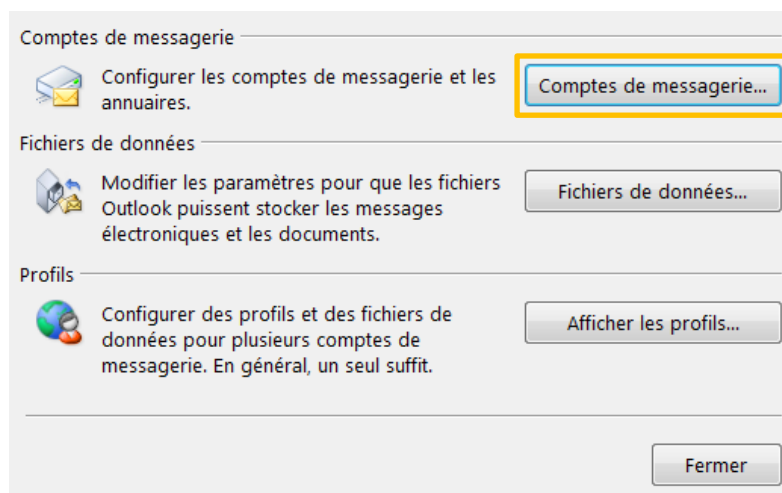 Comptes de messagerie
Configurer les comptes de messagerie et les
annuaires.
Comptes de messagerie...
Fichiers de données
Modifier les paramètres pour que les fichiers
Outlook puissent stocker les messages
électroniques et les documents.
Fichiers de données...
Profils
Configurer des profils et des fichiers de
données pour plusieurs comptes de
messagerie. En général, un seul suffit.
Afficher les profils...
Fermer